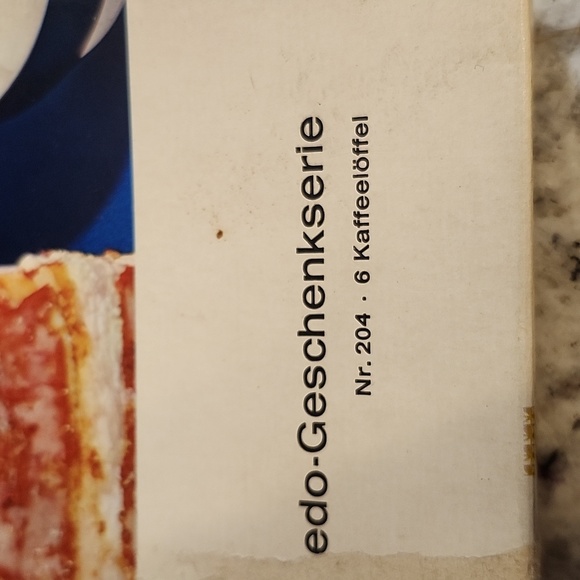 edo-Geschenkserie
Nr. 204 · 6 Kaffeelöffel